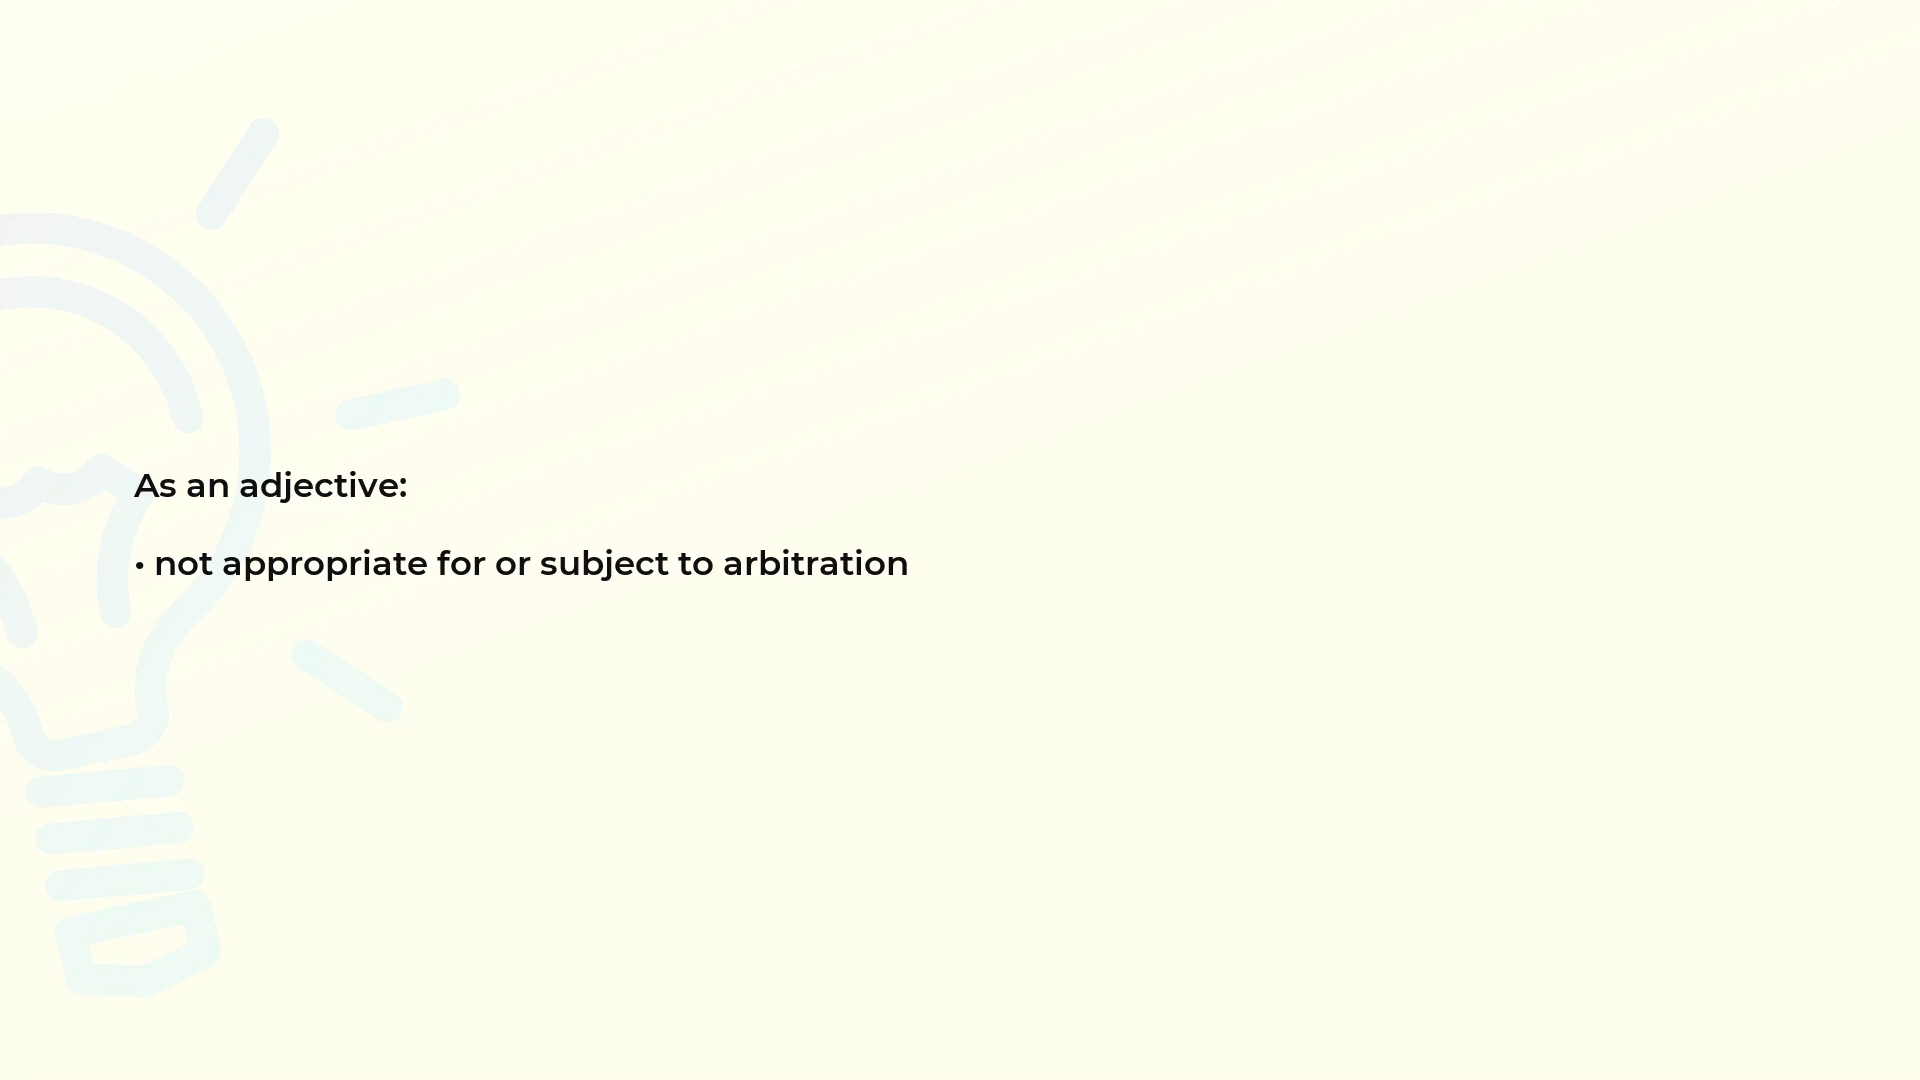 As an adjective:
• not appropriate for or subject to arbitration